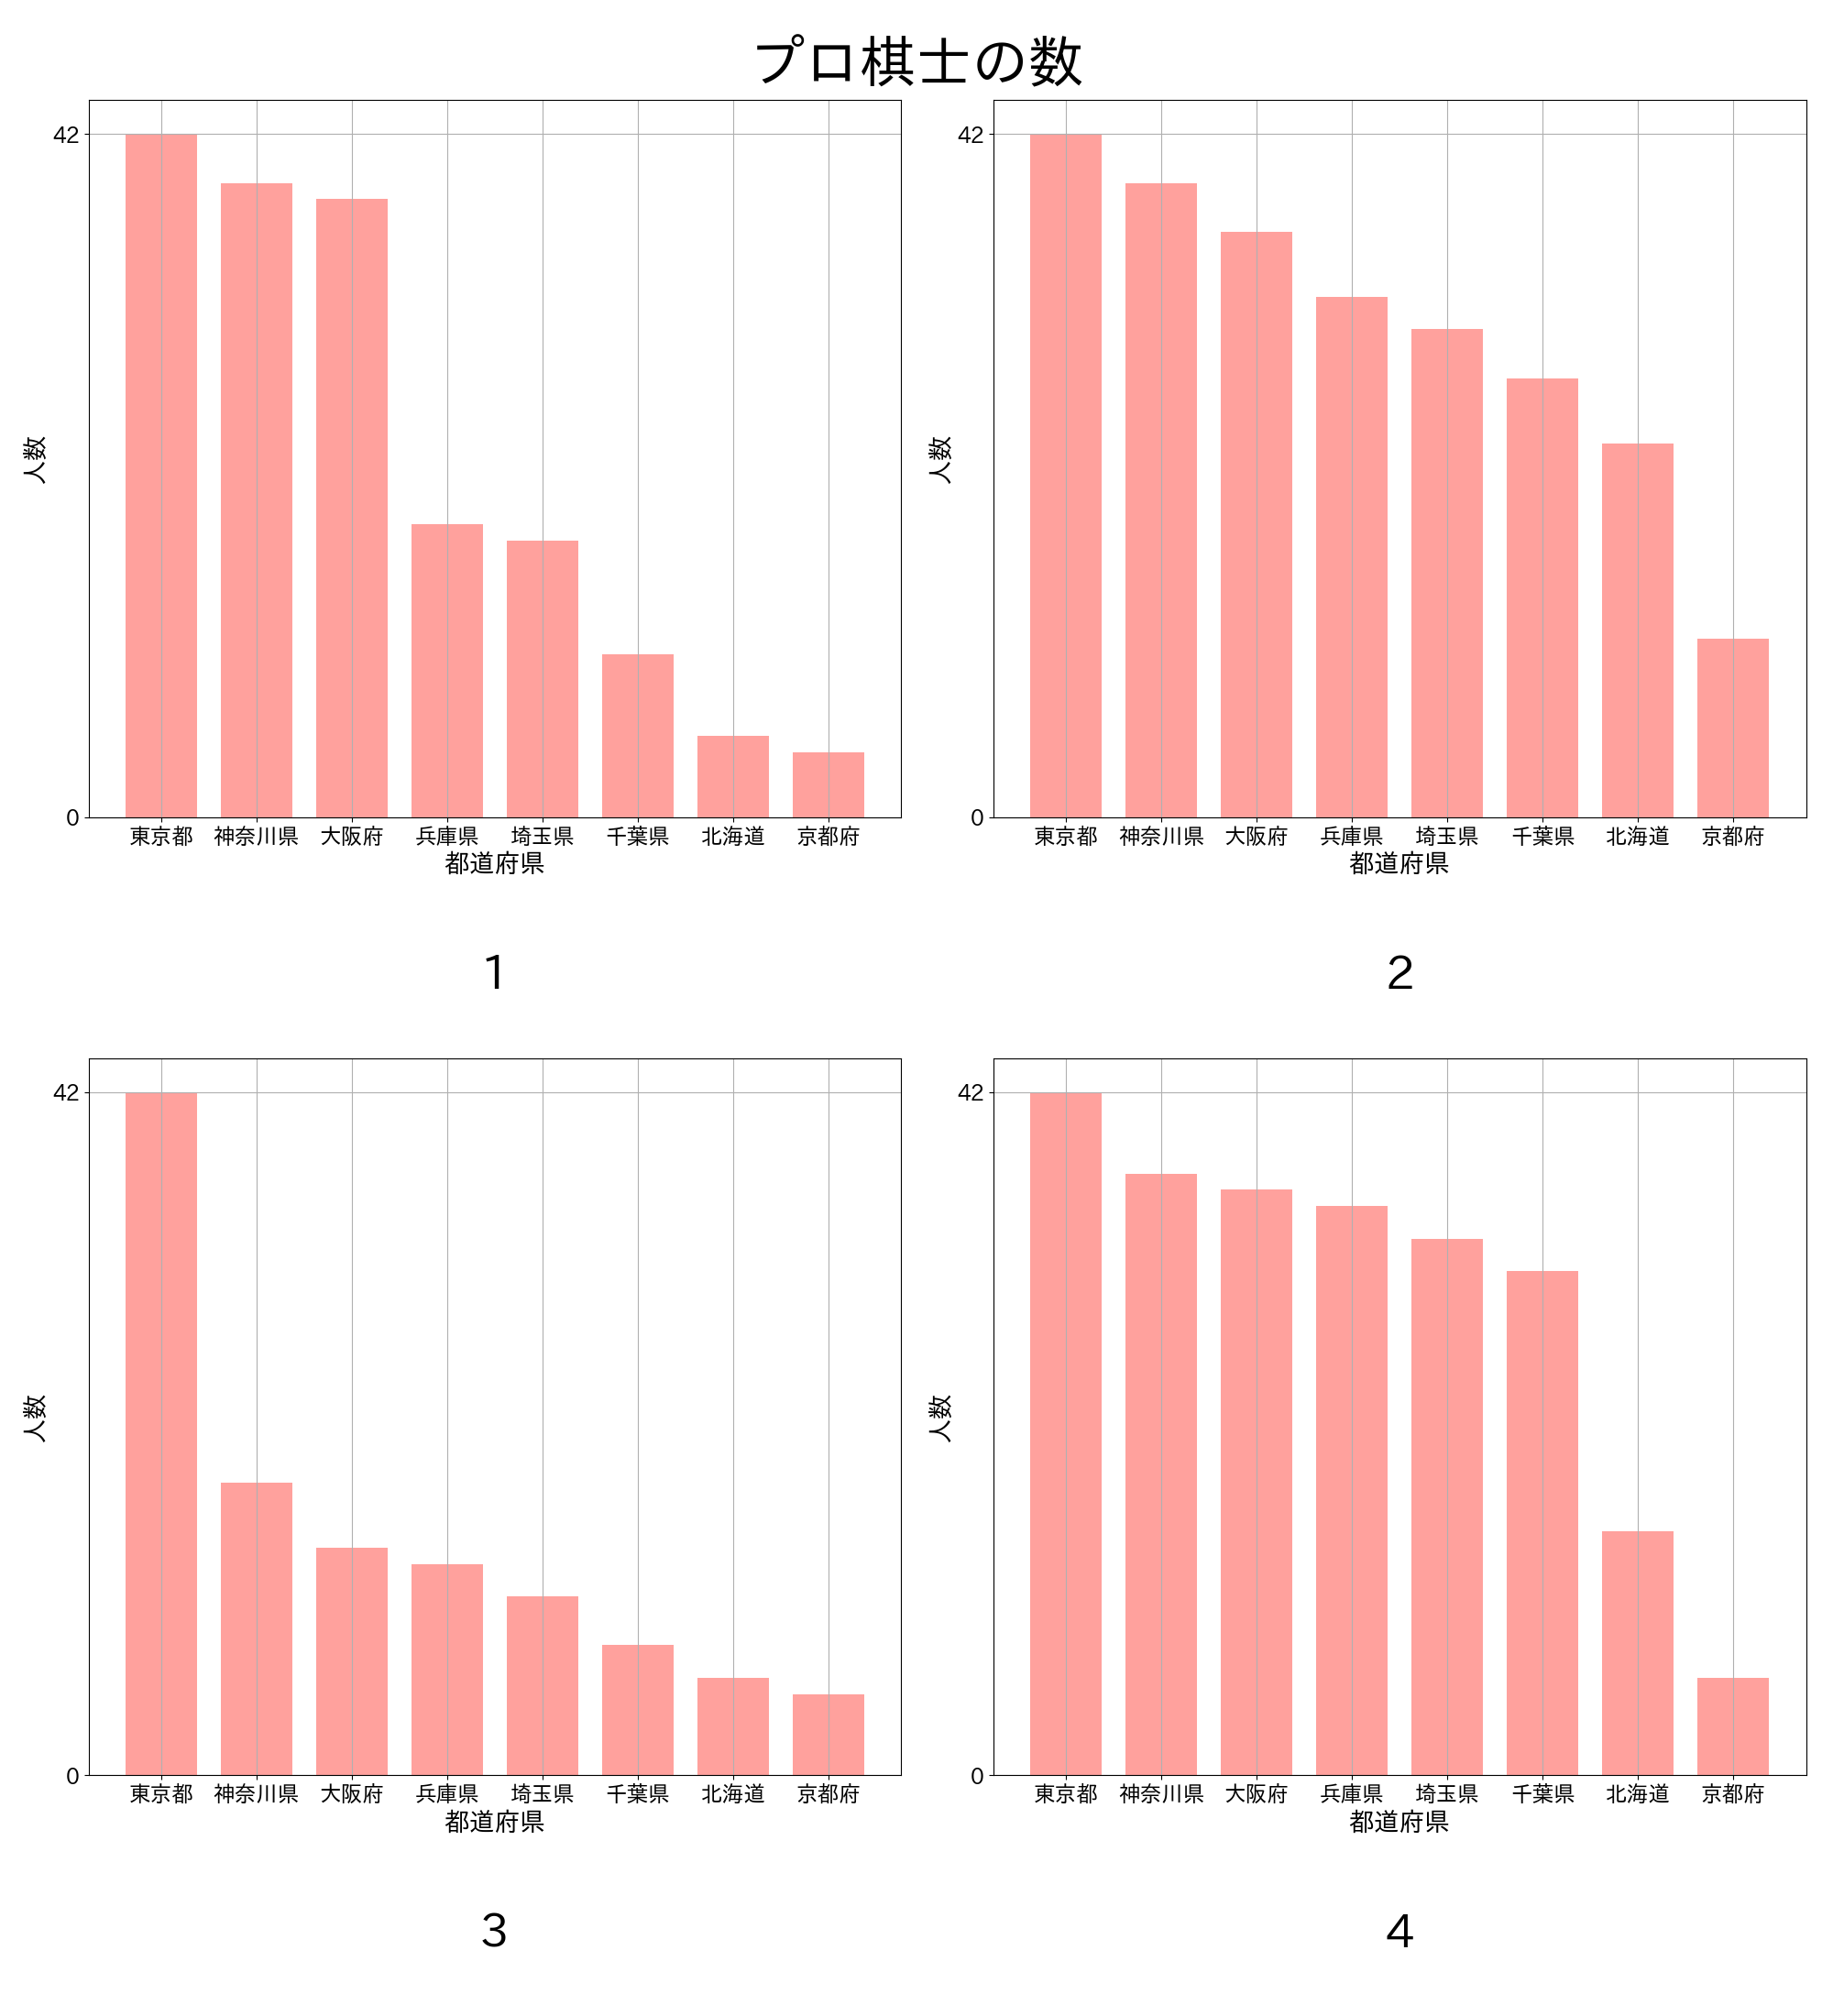 プロ棋士の数
42
0
人数
東京都 神奈川県 大阪府 兵庫県 埼玉県 千葉県 北海道 京都府
都道府県
1
42
0
人数
東京都 神奈川県 大阪府 兵庫県 埼玉県 千葉県 北海道 京都府
都道府県
2
42
0
人数
東京都 神奈川県 大阪府 兵庫県 埼玉県 千葉県 北海道 京都府
都道府県
3
42
0
人数
東京都 神奈川県 大阪府 兵庫県 埼玉県 千葉県 北海道 京都府
都道府県
4